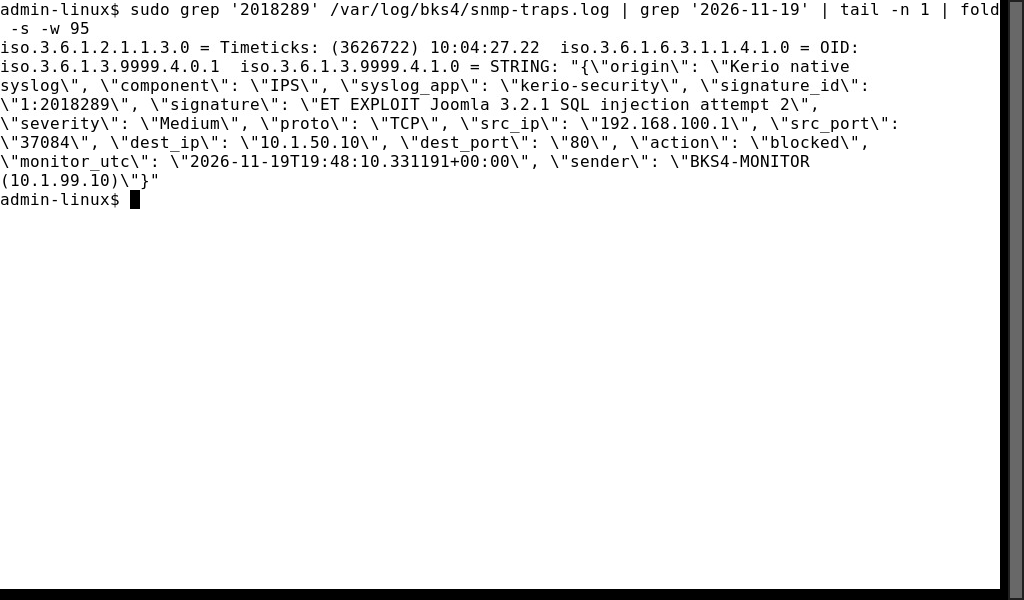 admin-linux$ sudo grep '2018289' /var/log/bks4/snmp-traps.log | grep '2026-11-19' | tail -n 1 | fold
 -s -w 95
iso.3.6.1.2.1.1.3.0 = Timeticks: (3626722) 10:04:27.22  iso.3.6.1.6.3.1.1.4.1.0 = OID:
iso.3.6.1.3.9999.4.0.1  iso.3.6.1.3.9999.4.1.0 = STRING: "{\"origin\": \"Kerio native
syslog\", \"component\": \"IPS\", \"syslog_app\": \"kerio-security\", \"signature_id\":
\"1:2018289\", \"signature\": \"ET EXPLOIT Joomla 3.2.1 SQL injection attempt 2\",
\"severity\": \"Medium\", \"proto\": \"TCP\", \"src_ip\": \"192.168.100.1\", \"src_port\":
\"37084\", \"dest_ip\": \"10.1.50.10\", \"dest_port\": \"80\", \"action\": \"blocked\",
\"monitor_utc\": \"2026-11-19T19:48:10.331191+00:00\", \"sender\": \"BKS4-MONITOR
(10.1.99.10)\"}"
admin-linux$